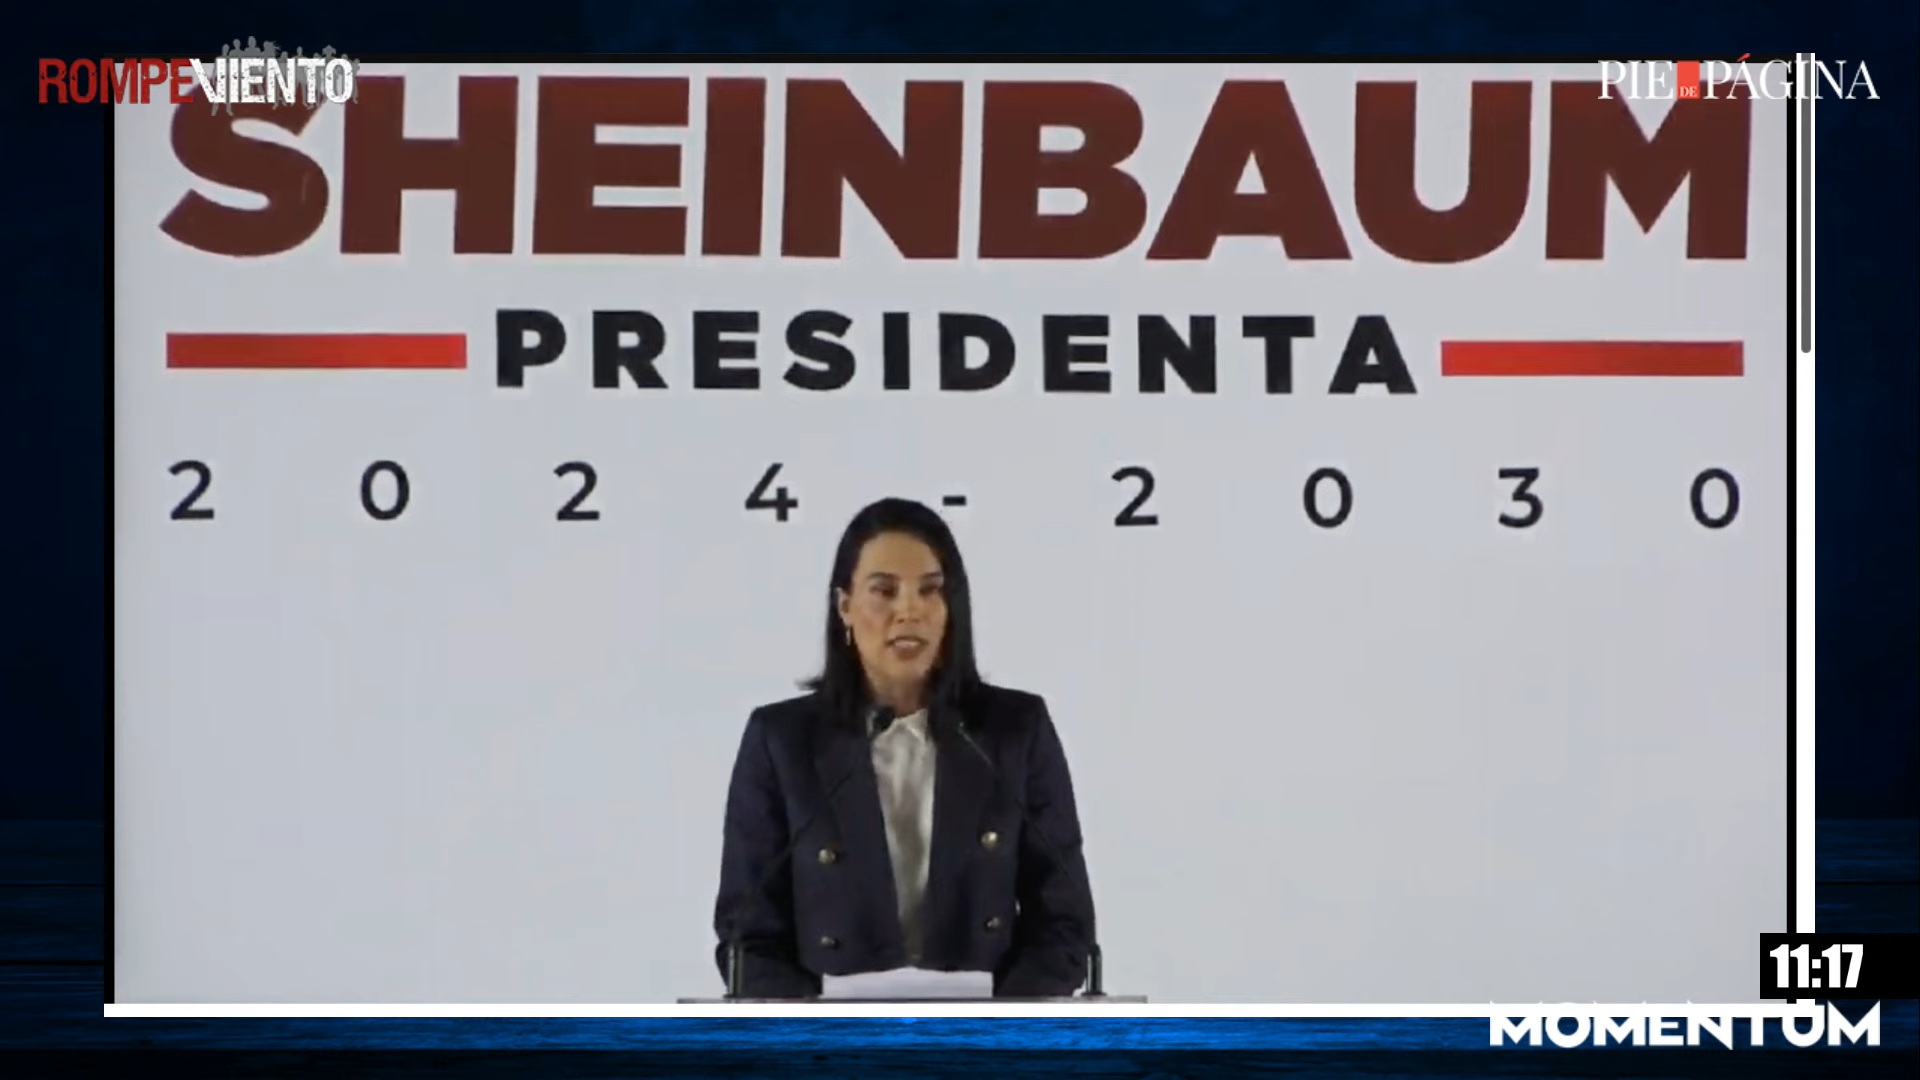 ROMPEVIENTO
PIE DE PÁGINA
SHEINBAUM
PRESIDENTA
2024-2030
11:17
MOMENTUM